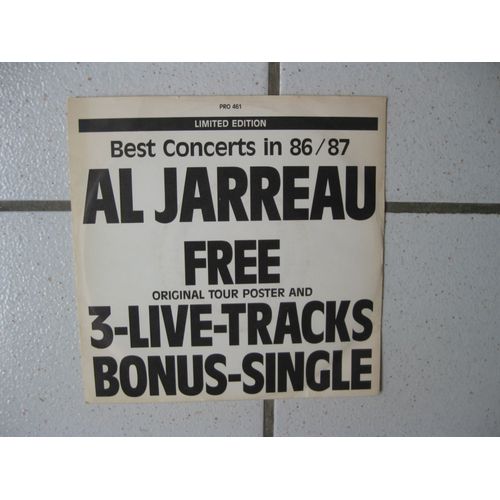 PRO 461
LIMITED EDITION
Best Concerts in 86/87
AL JARREAU
FREE
ORIGINAL TOUR POSTER AND
3-LIVE-TRACKS
BONUS-SINGLE